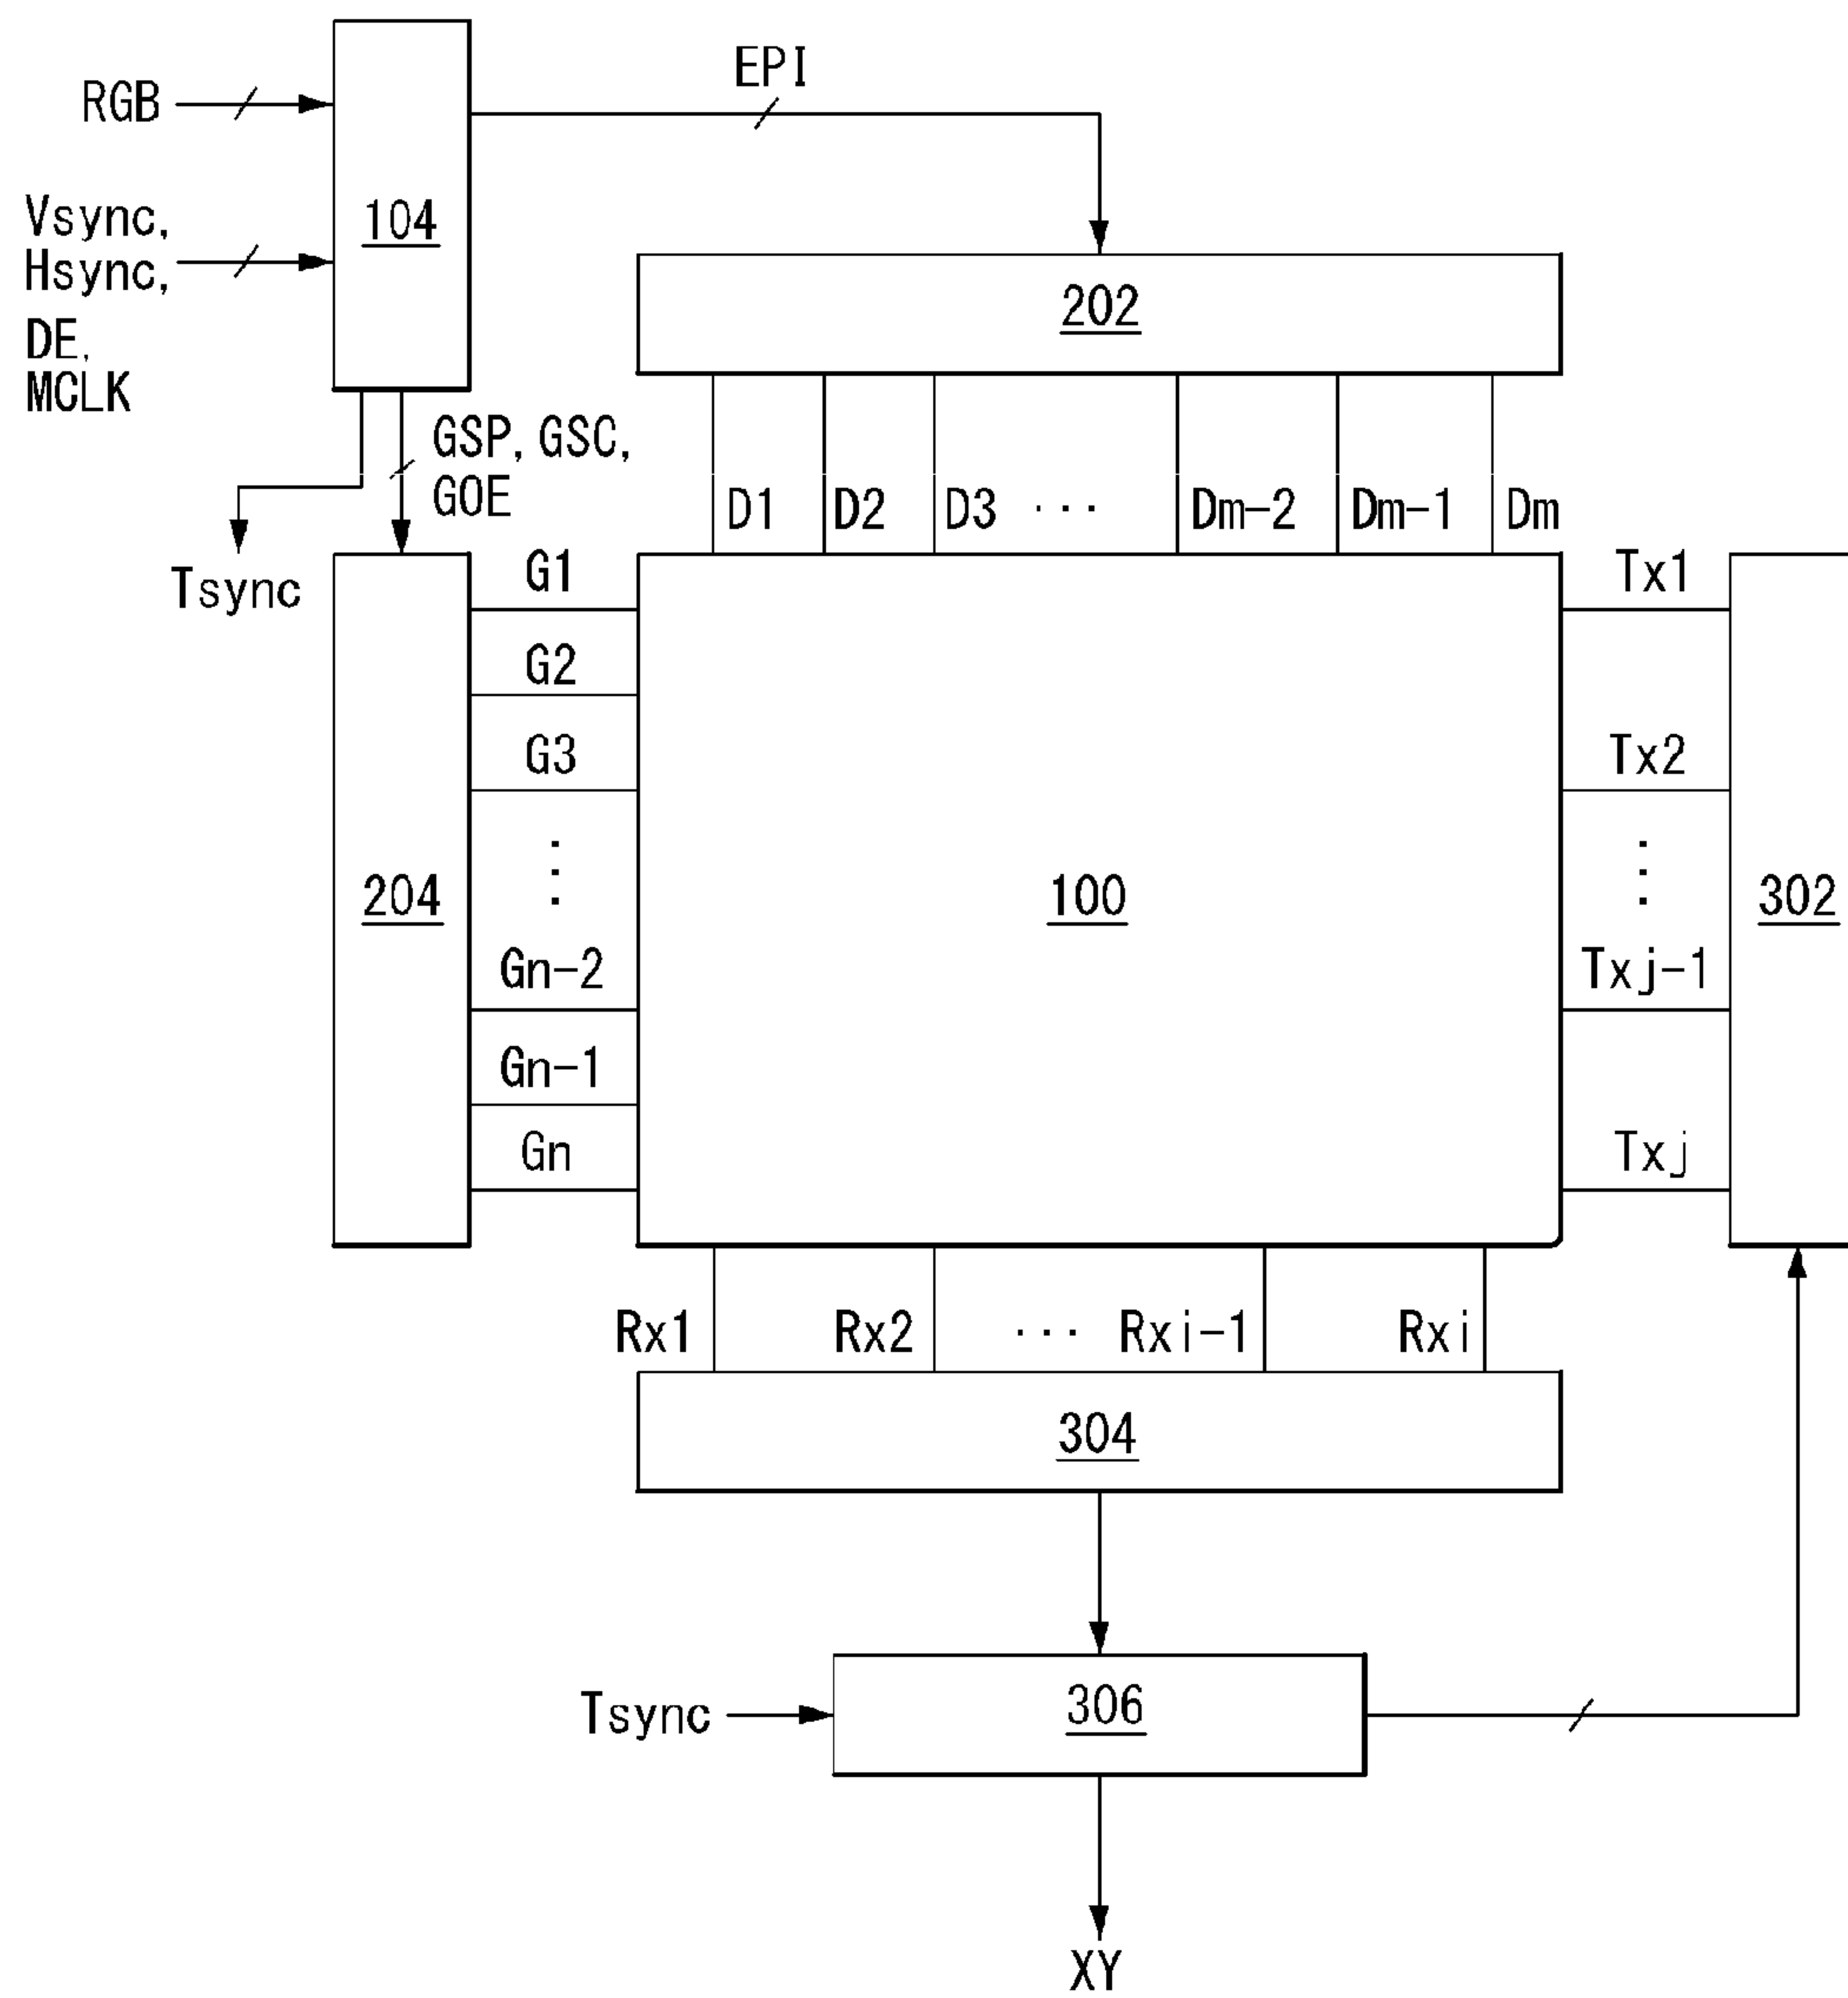 EPI
RGB
104
Vsync,
Hsync,
DE,
MCLK
202
GSP, GSC,
GOE
D1 D2 D3 ··· Dm-2 Dm-1 Dm
Tsync
G1
Tx1
G2
G3
Tx2
204
100
302
Gn-2
Txj-1
Gn-1
Gn
Txj
Rx1 Rx2 ··· Rxi-1 Rxi
304
Tsync
306
XY